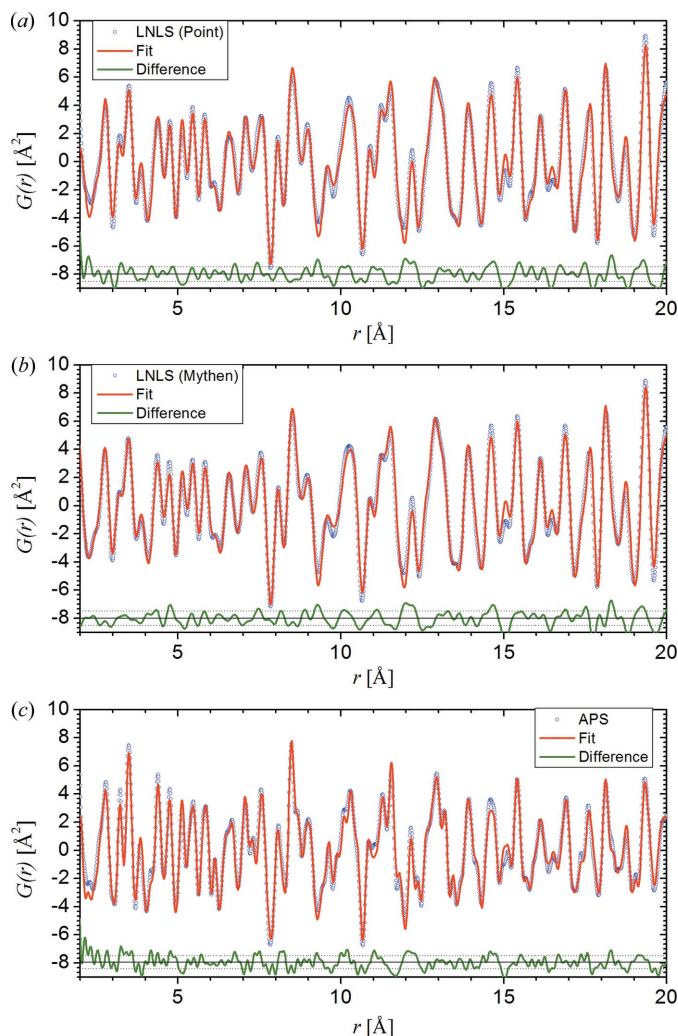 (a)
LNLS (Point)
Fit
Difference
10
8
6
4
2
0
-2
-4
-6
-8
G(r) [Å²]
5
10
15
20
r [Å]
(b)
LNLS (Mythen)
Fit
Difference
10
8
6
4
2
0
-2
-4
-6
-8
G(r) [Å²]
5
10
15
20
r [Å]
(c)
APS
Fit
Difference
10
8
6
4
2
0
-2
-4
-6
-8
G(r) [Å²]
5
10
15
20
r [Å]